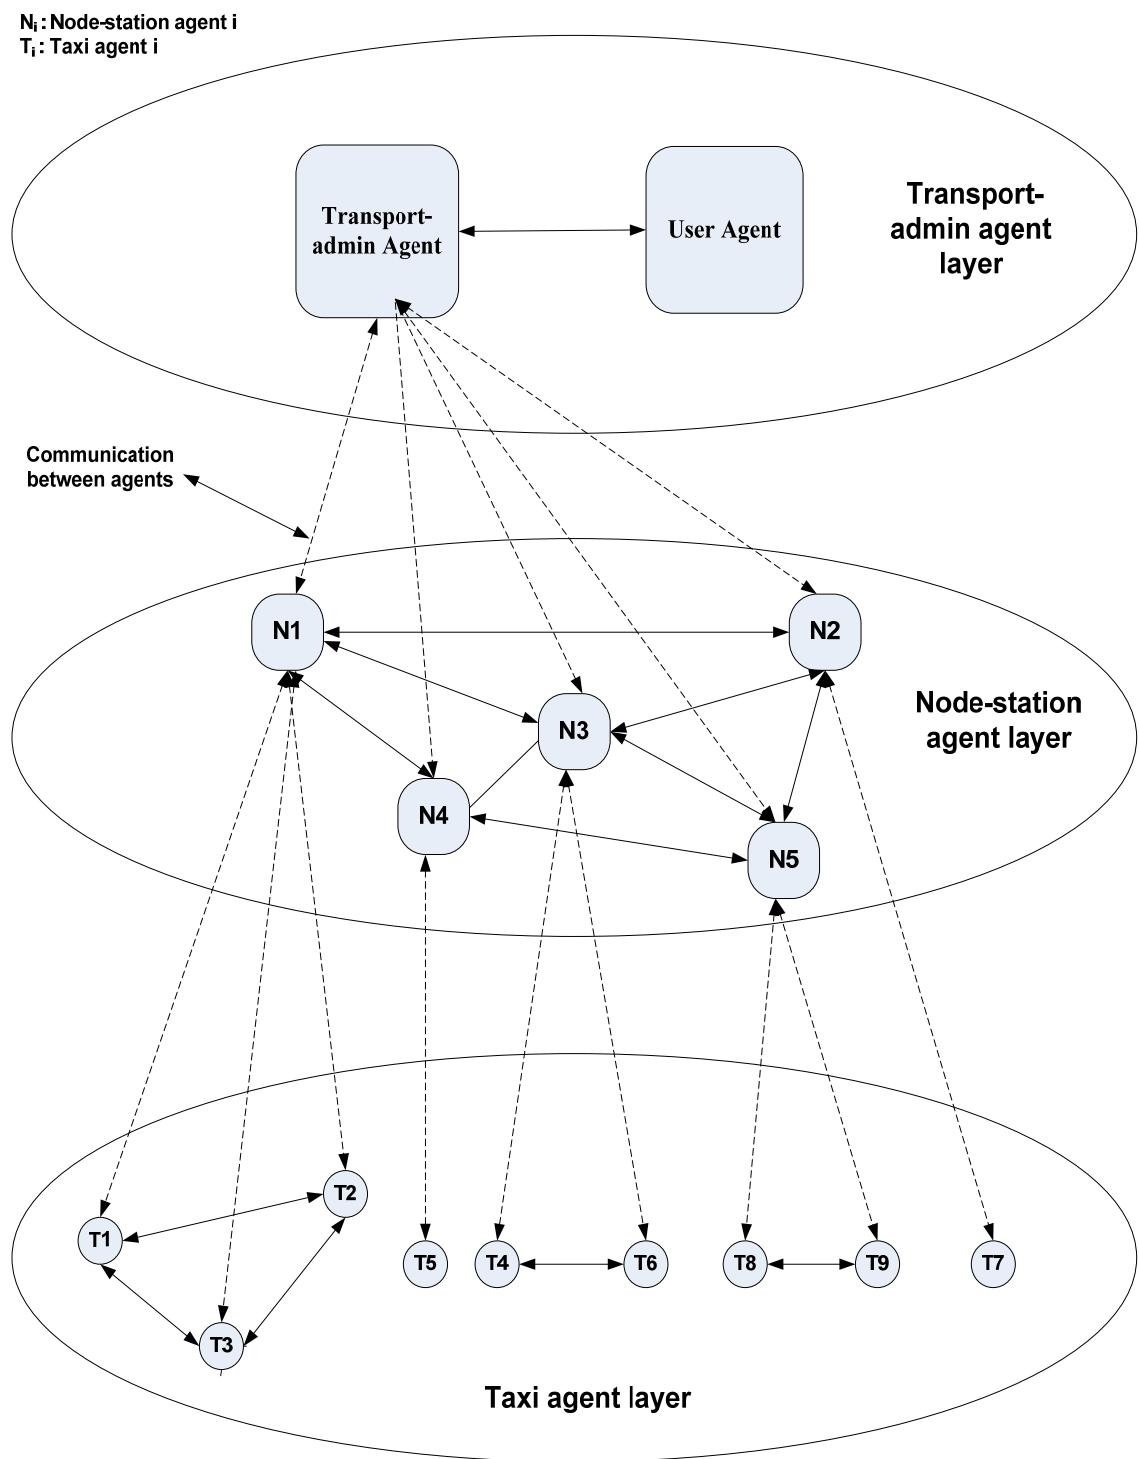 Ni: Node-station agent i
Ti: Taxi agent i
Transport-
admin Agent
User Agent
Transport-
admin agent
layer
Communication
between agents
N1
N2
N3
N4
N5
Node-station
agent layer
T1
T2
T3
T5
T4
T6
T8
T9
T7
Taxi agent layer